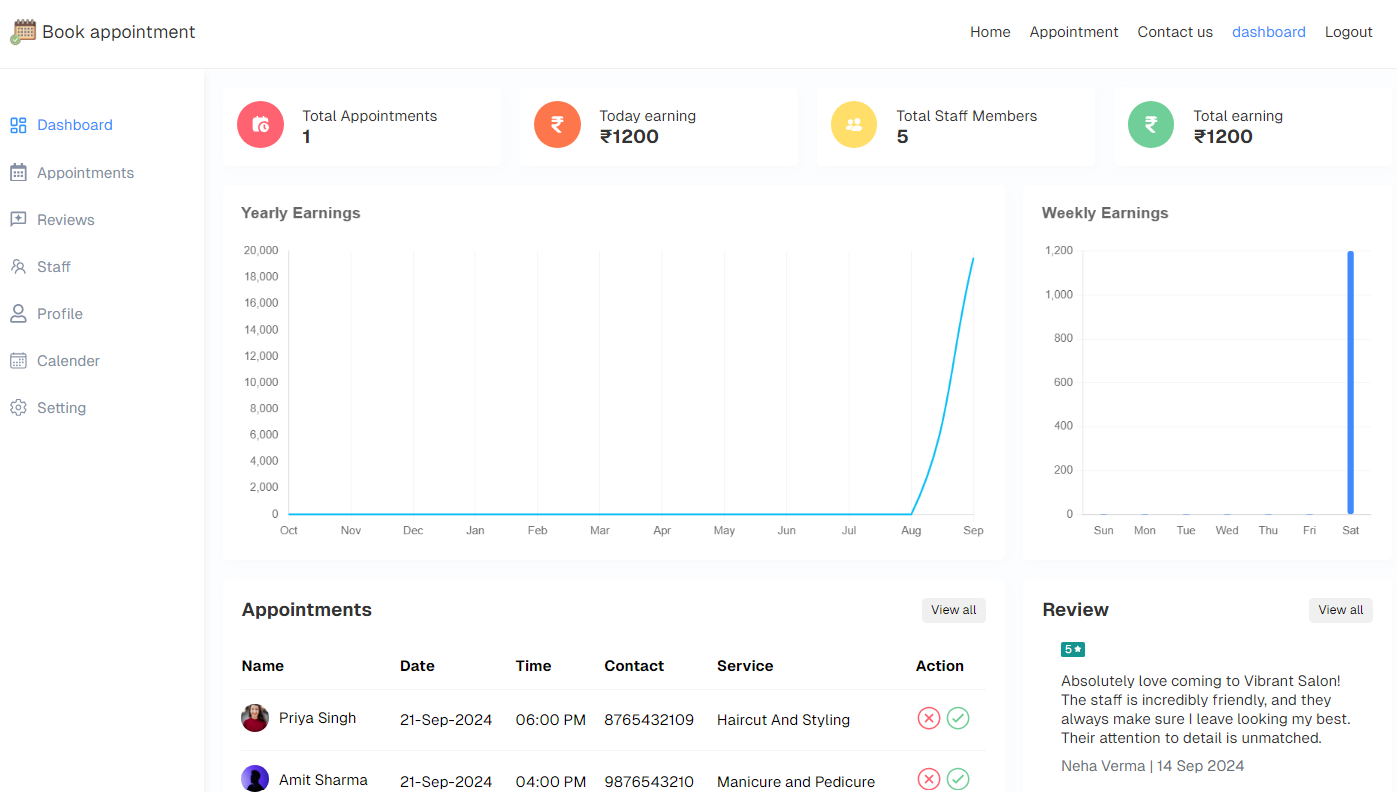 Book appointment
Home Appointment Contact us dashboard Logout
Dashboard
Appointments
Reviews
Staff
Profile
Calender
Setting
Total Appointments
1
Today earning
₹1200
Total Staff Members
5
Total earning
₹1200
Yearly Earnings
20,000
18,000
16,000
14,000
12,000
10,000
8,000
6,000
4,000
2,000
0
Oct Nov Dec Jan Feb Mar Apr May Jun Jul Aug Sep
Weekly Earnings
1,200
1,000
800
600
400
200
0
Sun Mon Tue Wed Thu Fri Sat
Appointments View all
Name Date Time Contact Service Action
Priya Singh 21-Sep-2024 06:00 PM 8765432109 Haircut And Styling
Amit Sharma 21-Sep-2024 04:00 PM 9876543210 Manicure and Pedicure
Review View all
5★
Absolutely love coming to Vibrant Salon!
The staff is incredibly friendly, and they
always make sure I leave looking my best.
Their attention to detail is unmatched.
Neha Verma | 14 Sep 2024